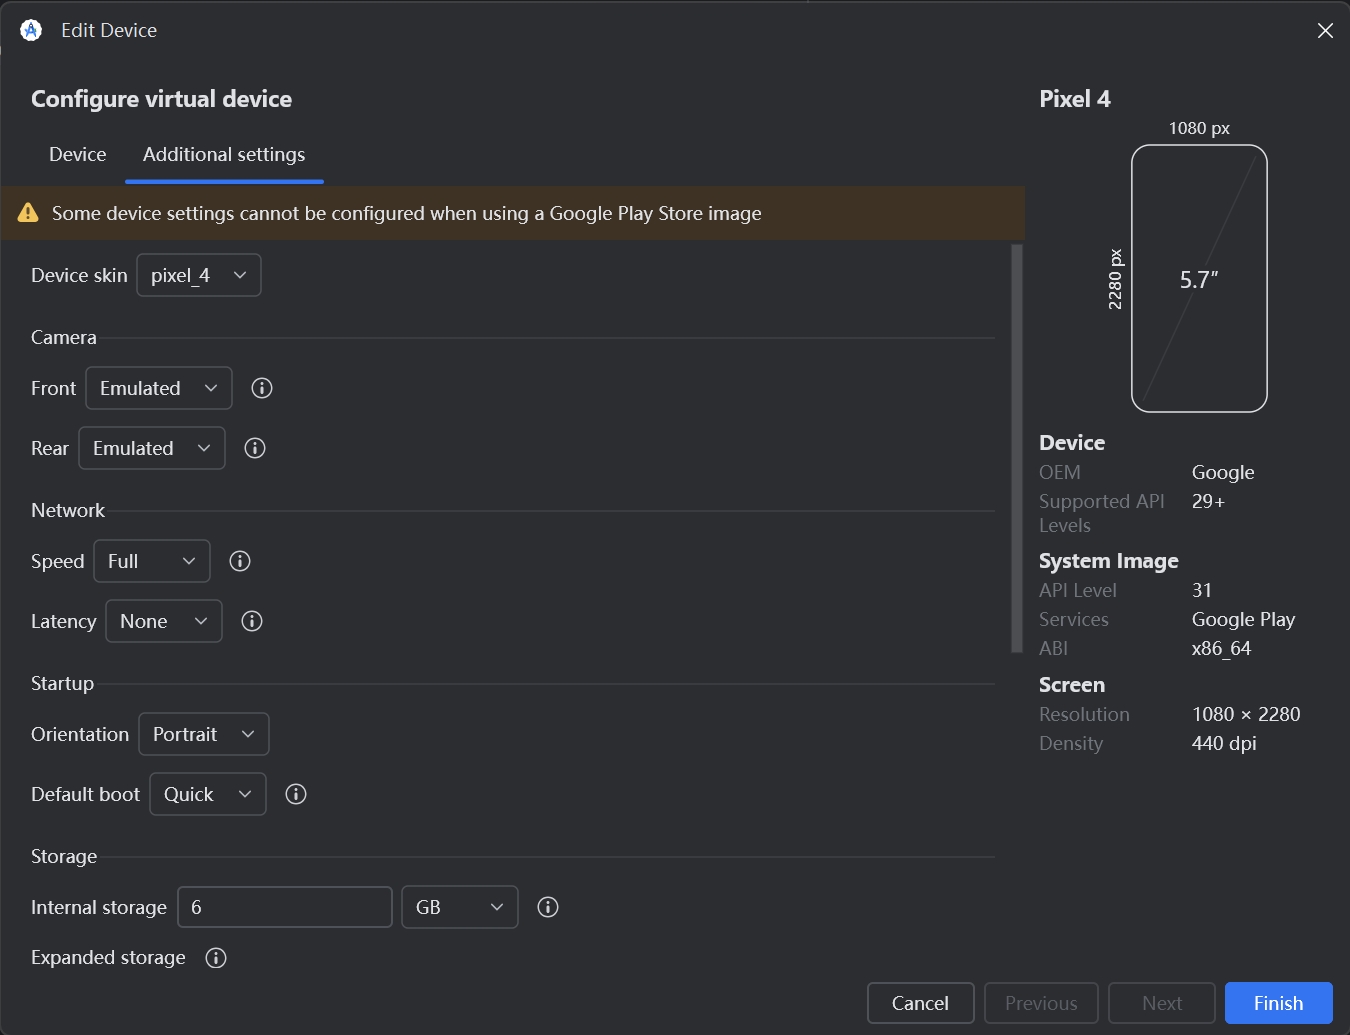 Edit Device
Configure virtual device
Device
Additional settings
Some device settings cannot be configured when using a Google Play Store image
Device skin
pixel_4
Camera
Front
Emulated
Rear
Emulated
Network
Speed
Full
Latency
None
Startup
Orientation
Portrait
Default boot
Quick
Storage
Internal storage
6
GB
Expanded storage
Pixel 4
1080 px
2280 px
5.7″
Device
OEM
Google
Supported API
Levels
29+
System Image
API Level
31
Services
Google Play
ABI
x86_64
Screen
Resolution
1080 × 2280
Density
440 dpi
Cancel
Previous
Next
Finish